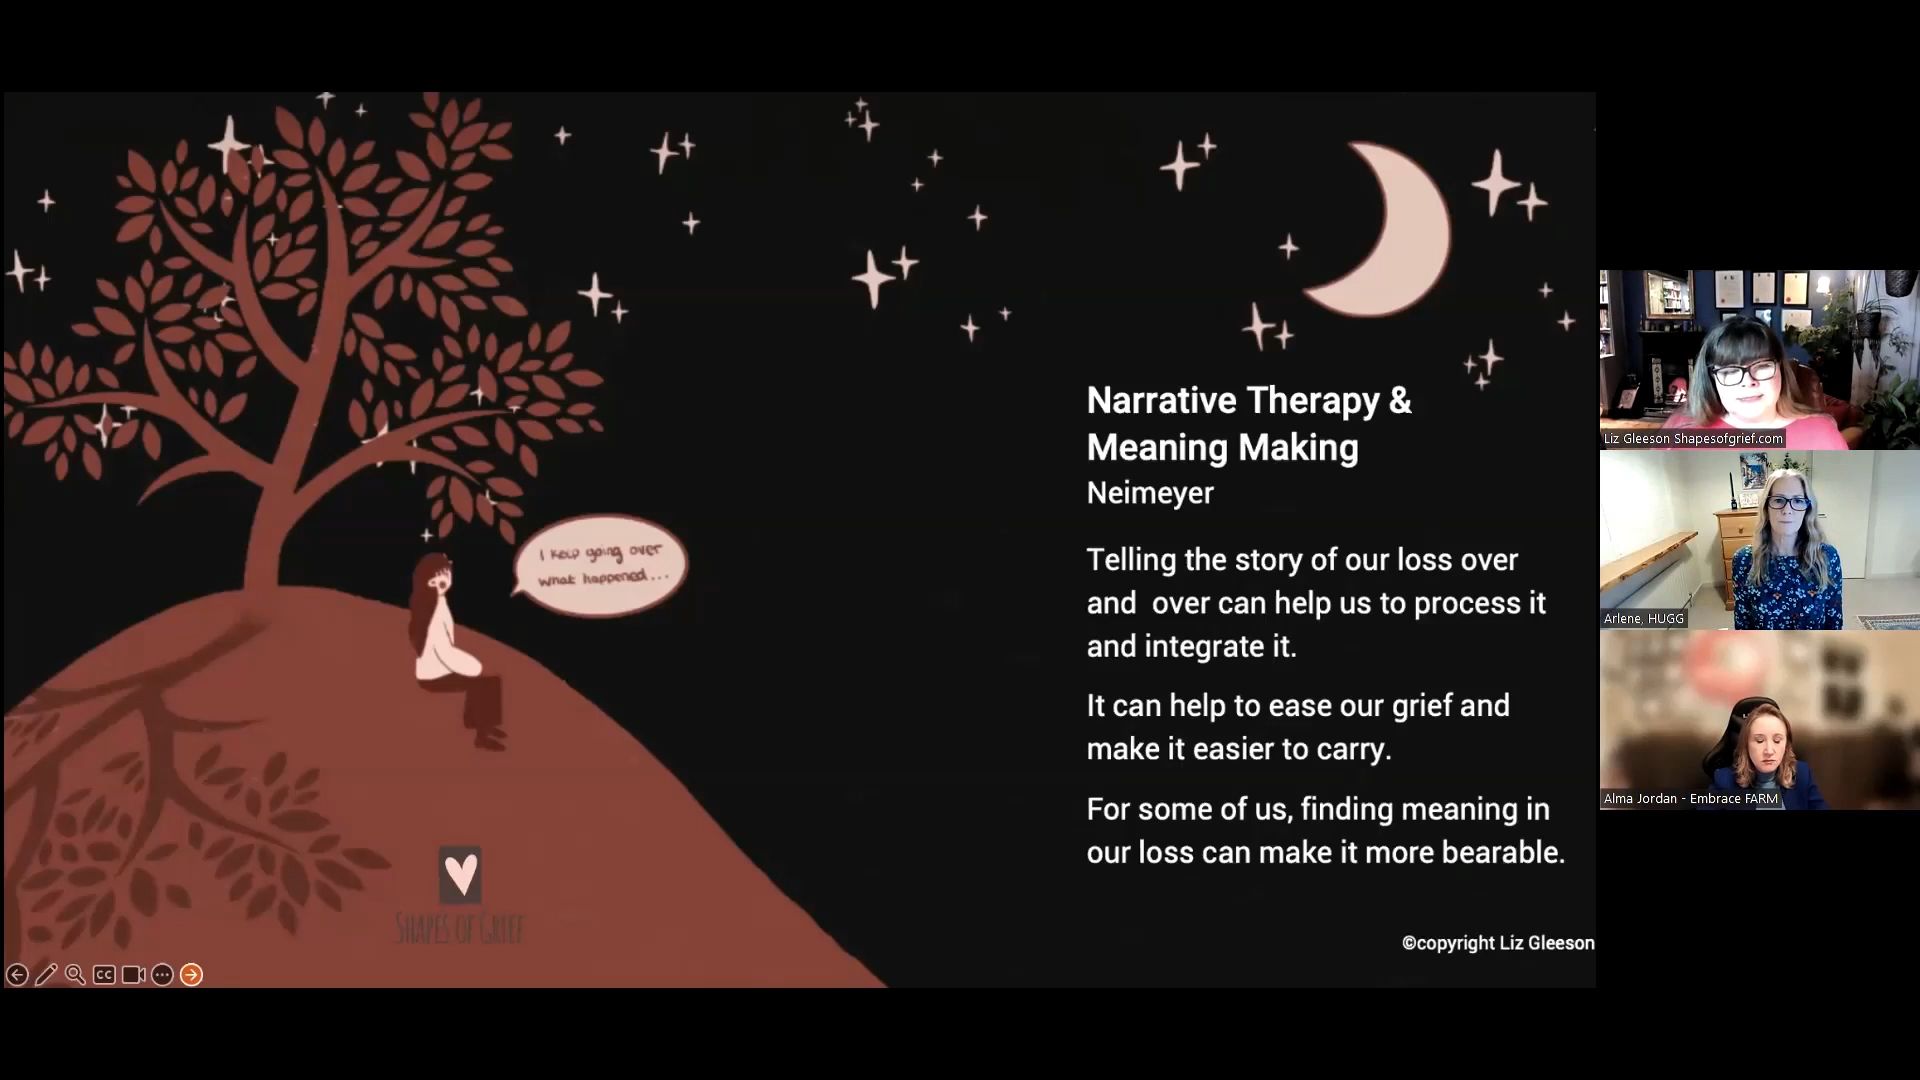 Narrative Therapy &
Meaning Making
Neimeyer
Telling the story of our loss over
and  over can help us to process it
and integrate it.
It can help to ease our grief and
make it easier to carry.
For some of us, finding meaning in
our loss can make it more bearable.
I keep going over
what happened...
SHAPES OF GRIEF
©copyright Liz Gleeson
CC
Liz Gleeson Shapesofgrief.com
Arlene, HUGG
Alma Jordan - Embrace FARM